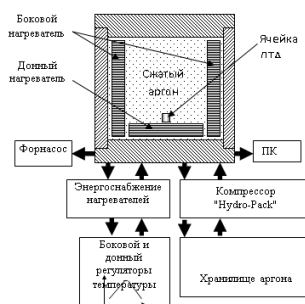 Боковой
нагреватель
Донный
нагреватель
Сжатый
аргон
Ячейка
ДТА
Форнасос
ПК
Энергоснабжение
нагревателей
Компрессор
"Hydro-Pack"
Боковой и
донный
регуляторы
температуры
Хранилище аргона